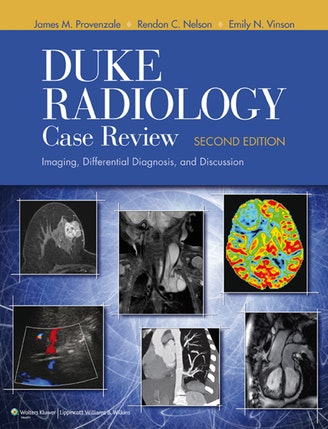 James M. Provenzale ◆ Rendon C. Nelson ◆ Emily N. Vinson
DUKE
RADIOLOGY
Case Review SECOND EDITION
Imaging, Differential Diagnosis, and Discussion
Wolters Kluwer | Lippincott Williams & Wilkins
Health